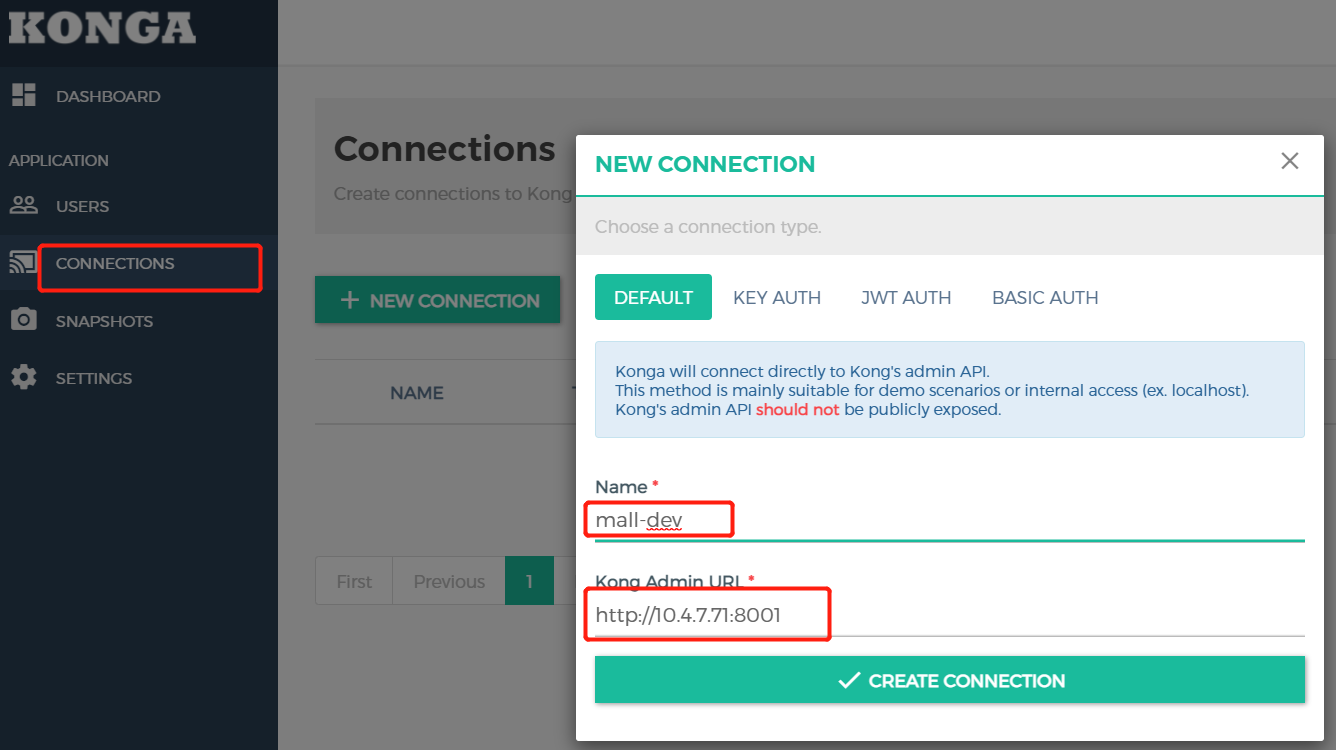 KONGA
DASHBOARD
APPLICATION
USERS
CONNECTIONS
SNAPSHOTS
SETTINGS
Connections
Create connections to Kong
+ NEW CONNECTION
NAME
First Previous 1
NEW CONNECTION
Choose a connection type.
DEFAULT KEY AUTH JWT AUTH BASIC AUTH
Konga will connect directly to Kong's admin API.
This method is mainly suitable for demo scenarios or internal access (ex. localhost).
Kong's admin API should not be publicly exposed.
Name *
mall-dev
Kong Admin URL *
http://10.4.7.71:8001
CREATE CONNECTION